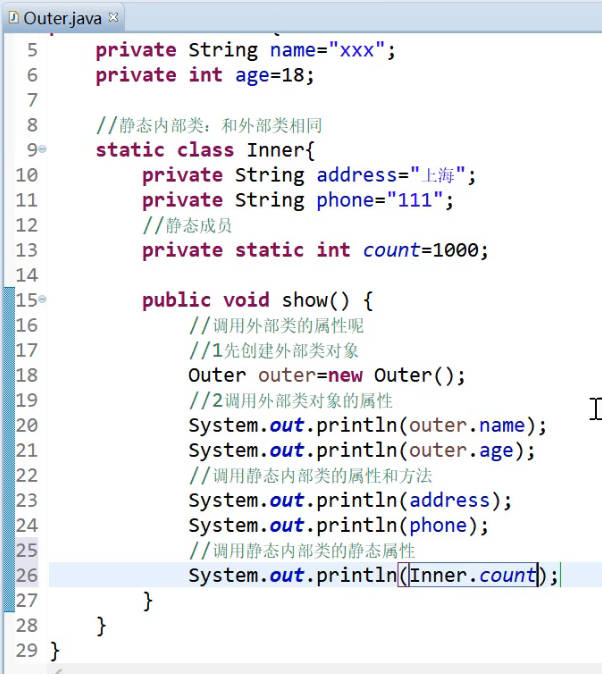 Outer.java
5 private String name="xxx";
6 private int age=18;
7
8 //静态内部类：和外部类相同
9 static class Inner{
10 private String address="上海";
11 private String phone="111";
12 //静态成员
13 private static int count=1000;
14
15 public void show() {
16 //调用外部类的属性呢
17 //1先创建外部类对象
18 Outer outer=new Outer();
19 //2调用外部类对象的属性
20 System.out.println(outer.name);
21 System.out.println(outer.age);
22 //调用静态内部类的属性和方法
23 System.out.println(address);
24 System.out.println(phone);
25 //调用静态内部类的静态属性
26 System.out.println(Inner.count);
27 }
28 }
29 }